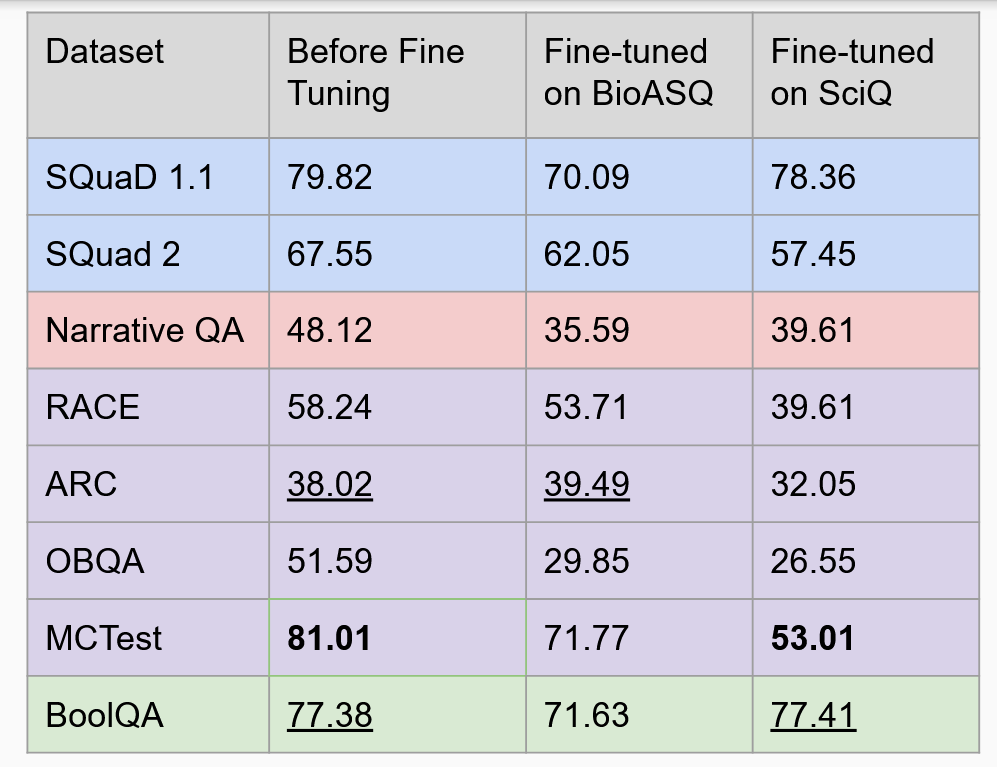 Dataset Before Fine Tuning Fine-tuned on BioASQ Fine-tuned on SciQ
SQuaD 1.1 79.82 70.09 78.36
SQuad 2 67.55 62.05 57.45
Narrative QA 48.12 35.59 39.61
RACE 58.24 53.71 39.61
ARC 38.02 39.49 32.05
OBQA 51.59 29.85 26.55
MCTest 81.01 71.77 53.01
BoolQA 77.38 71.63 77.41